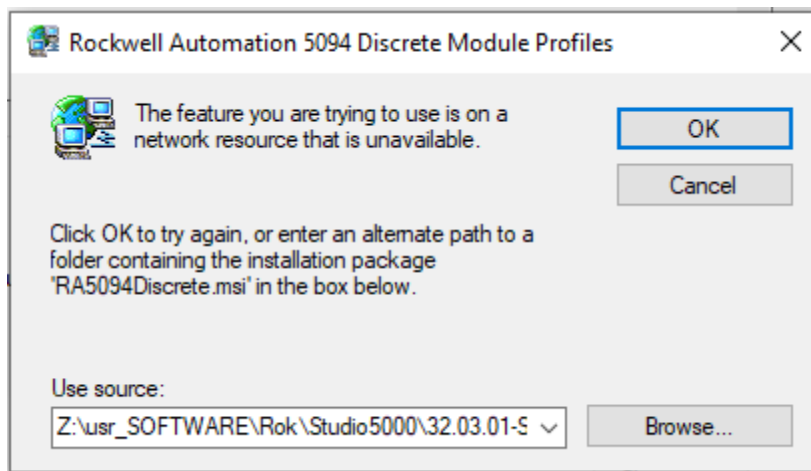 Rockwell Automation 5094 Discrete Module Profiles
The feature you are trying to use is on a
network resource that is unavailable.
OK
Cancel
Click OK to try again, or enter an alternate path to a
folder containing the installation package
'RA5094Discrete.msi' in the box below.
Use source:
Z:\usr_SOFTWARE\Rok\Studio5000\32.03.01-S
Browse...